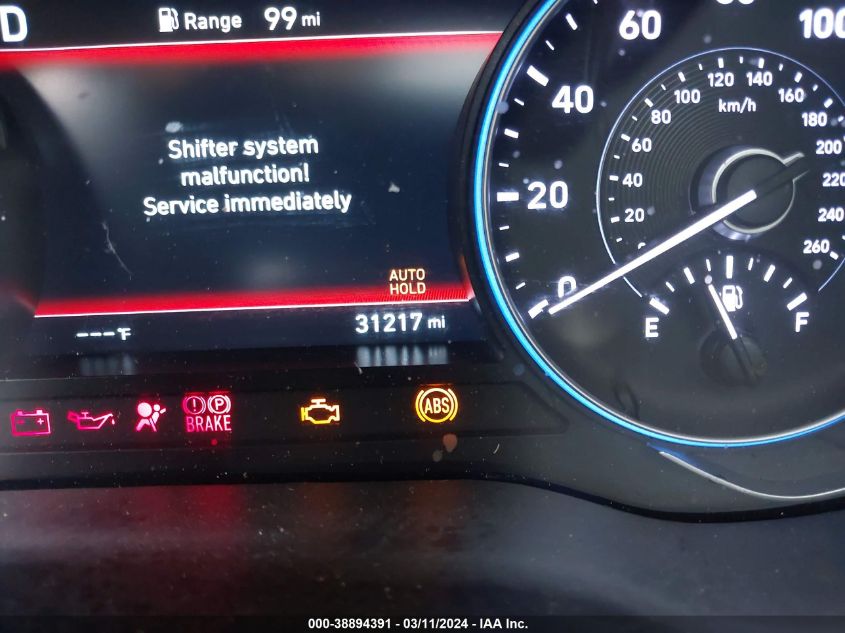 D Range 99 mi
Shifter system
malfunction!
Service immediately
AUTO
HOLD
---°F 31217 mi
BRAKE
ABS
0 20 40 60 80 100
km/h
20 40 60 80 100 120 140 160 180 200 220 240 260
E F
000-38894391 - 03/11/2024 - IAA Inc.